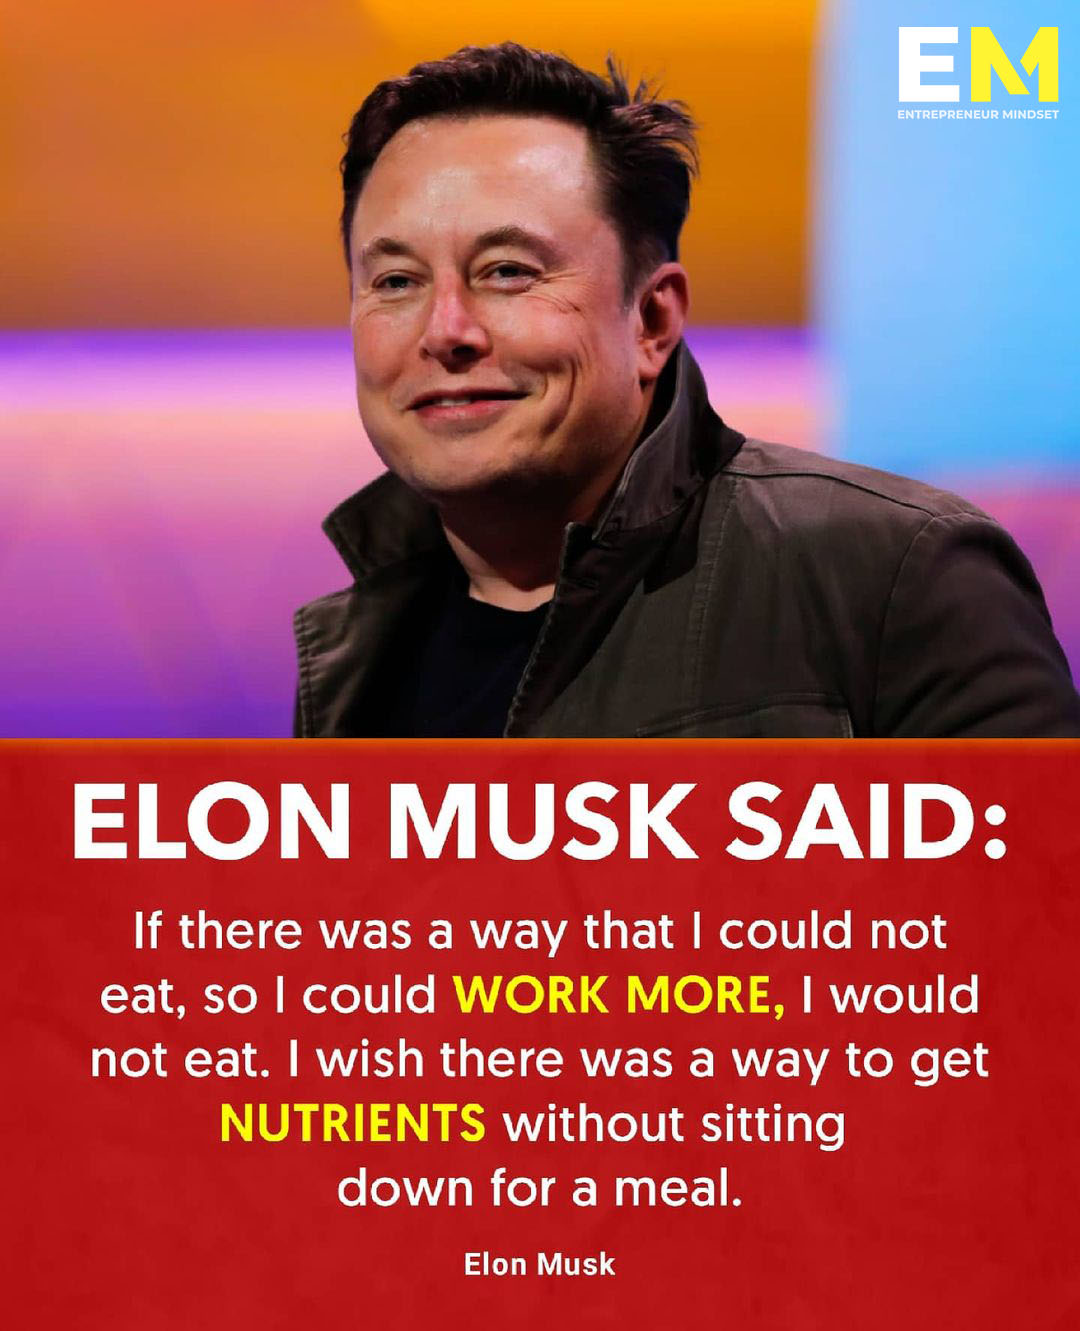 EM
ENTREPRENEUR MINDSET
ELON MUSK SAID:
If there was a way that I could not
eat, so I could WORK MORE, I would
not eat. I wish there was a way to get
NUTRIENTS without sitting
down for a meal.
Elon Musk